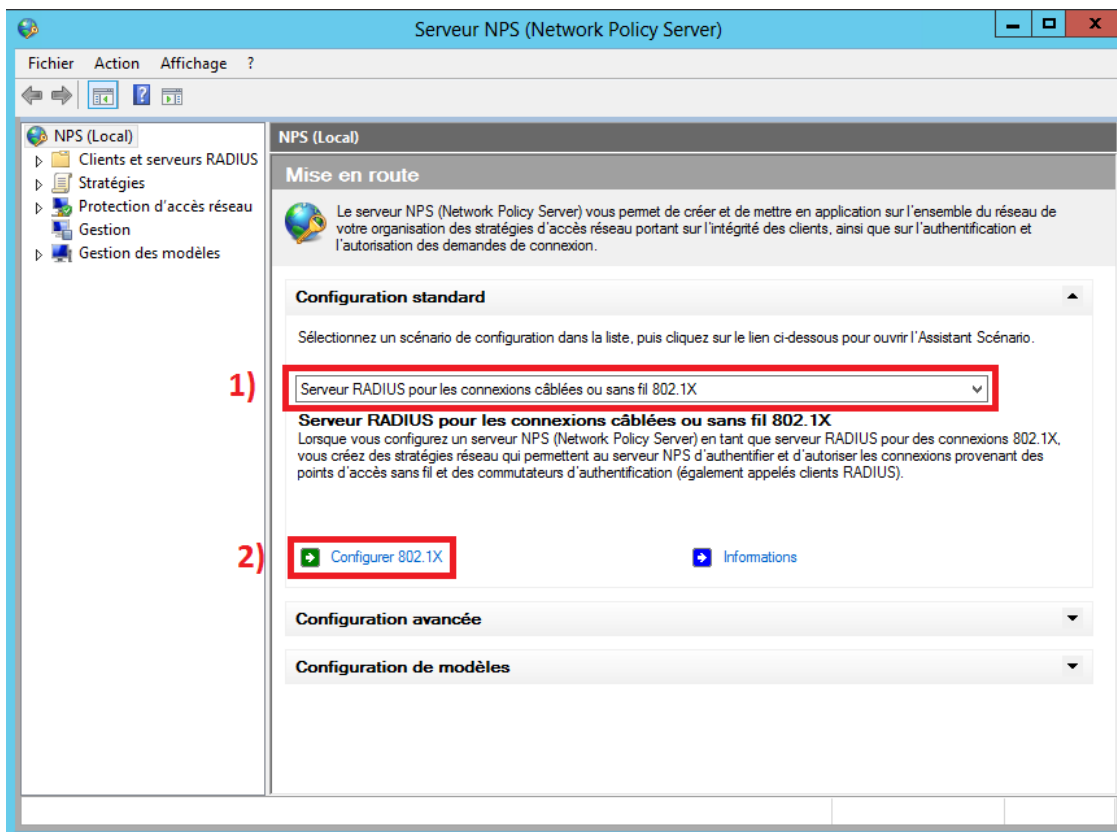 Serveur NPS (Network Policy Server)
Fichier Action Affichage ?
NPS (Local)
Clients et serveurs RADIUS
Stratégies
Protection d'accès réseau
Gestion
Gestion des modèles
NPS (Local)
Mise en route
Le serveur NPS (Network Policy Server) vous permet de créer et de mettre en application sur l'ensemble du réseau de
votre organisation des stratégies d'accès réseau portant sur l'intégrité des clients, ainsi que sur l'authentification et
l'autorisation des demandes de connexion.
Configuration standard
Sélectionnez un scénario de configuration dans la liste, puis cliquez sur le lien ci-dessous pour ouvrir l'Assistant Scénario.
1)
Serveur RADIUS pour les connexions câblées ou sans fil 802.1X
Serveur RADIUS pour les connexions câblées ou sans fil 802.1X
Lorsque vous configurez un serveur NPS (Network Policy Server) en tant que serveur RADIUS pour des connexions 802.1X,
vous créez des stratégies réseau qui permettent au serveur NPS d'authentifier et d'autoriser les connexions provenant des
points d'accès sans fil et des commutateurs d'authentification (également appelés clients RADIUS).
2)
Configurer 802.1X
Informations
Configuration avancée
Configuration de modèles